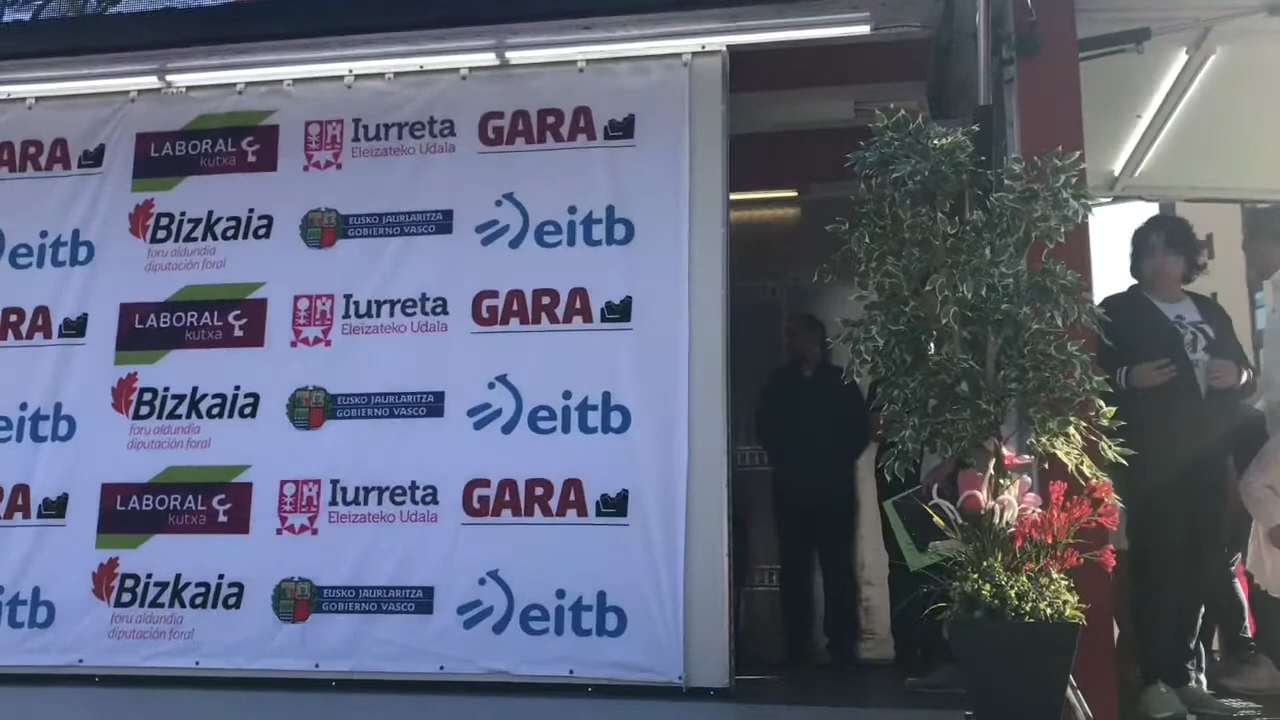 ARA
LABORAL
kutxa
Iurreta
Eleizateko Udala
GARA
eitb
Bizkaia
foru aldundia
diputación foral
EUSKO JAURLARITZA
GOBIERNO VASCO
eitb
RA
LABORAL
kutxa
Iurreta
Eleizateko Udala
GARA
eitb
Bizkaia
foru aldundia
diputación foral
EUSKO JAURLARITZA
GOBIERNO VASCO
eitb
RA
LABORAL
kutxa
Iurreta
Eleizateko Udala
GARA
itb
Bizkaia
foru aldundia
diputación foral
EUSKO JAURLARITZA
GOBIERNO VASCO
eitb